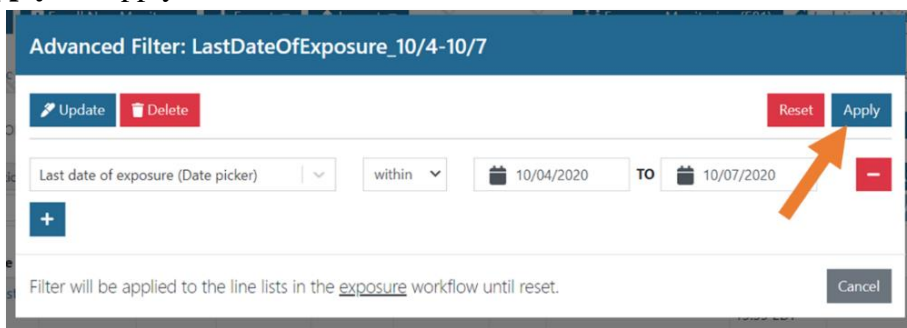 Advanced Filter: LastDateOfExposure_10/4-10/7
Update Delete Reset Apply
Last date of exposure (Date picker) within 10/04/2020 TO 10/07/2020
Filter will be applied to the line lists in the exposure workflow until reset.
Cancel